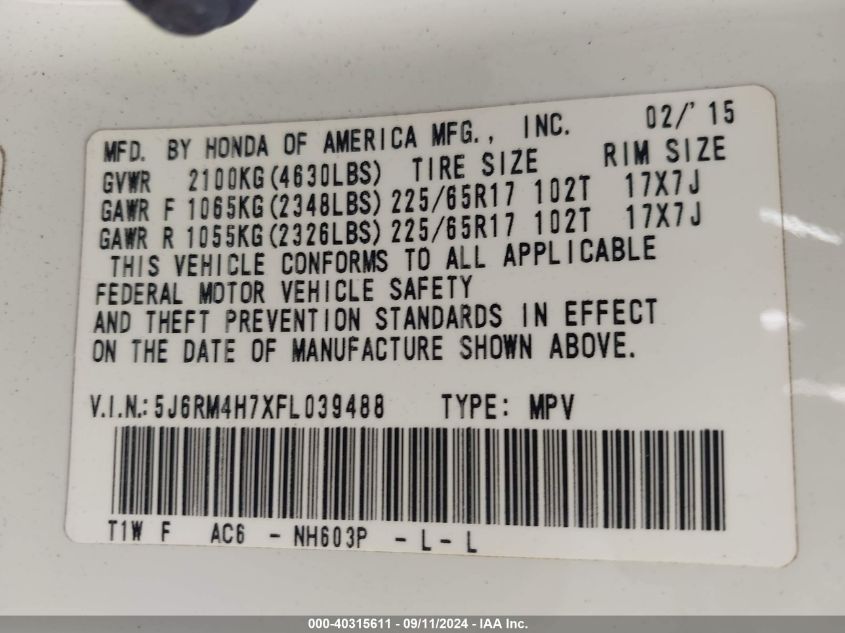 02/'15
MFD. BY HONDA OF AMERICA MFG., INC.
GVWR 2100KG(4630LBS) TIRE SIZE RIM SIZE
GAWR F 1065KG(2348LBS) 225/65R17 102T 17X7J
GAWR R 1055KG(2326LBS) 225/65R17 102T 17X7J
THIS VEHICLE CONFORMS TO ALL APPLICABLE
FEDERAL MOTOR VEHICLE SAFETY
AND THEFT PREVENTION STANDARDS IN EFFECT
ON THE DATE OF MANUFACTURE SHOWN ABOVE.
V.I.N.: 5J6RM4H7XFL039488 TYPE: MPV
T1W F AC6 - NH603P - L - L
000-40315611 - 09/11/2024 - IAA Inc.